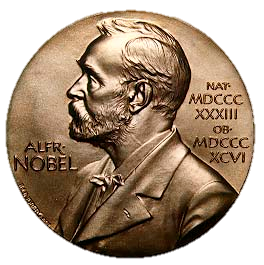 ALFR·
NOBEL
NAT·
MDCCC
XXXIII
OB·
MDCCC
XCVI